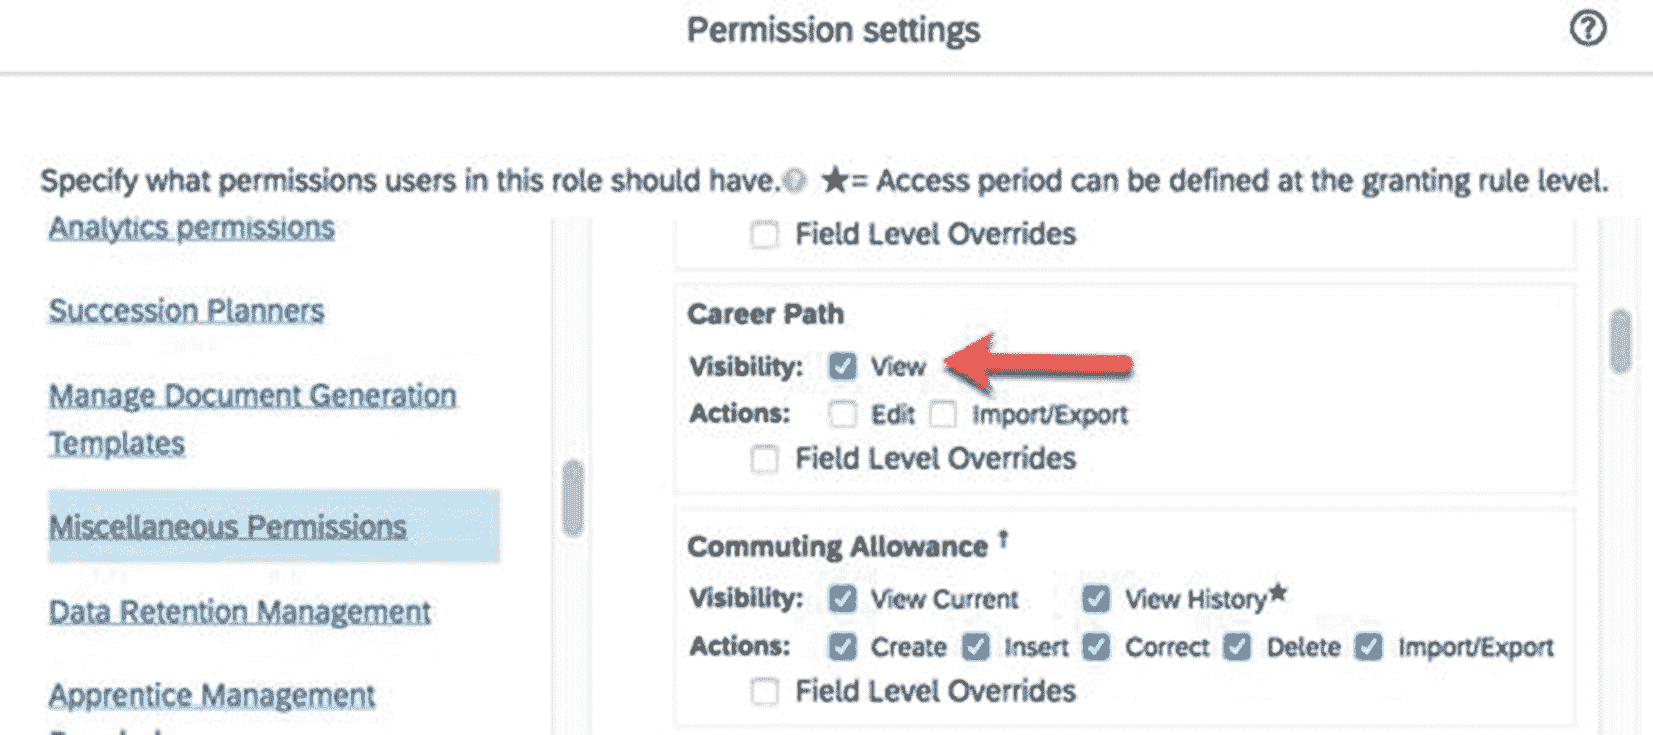 Permission settings
Specify what permissions users in this role should have. ★= Access period can be defined at the granting rule level.
Analytics permissions
Succession Planners
Manage Document Generation
Templates
Miscellaneous Permissions
Data Retention Management
Apprentice Management
Field Level Overrides
Career Path
Visibility: View
Actions: Edit Import/Export
Field Level Overrides
Commuting Allowance †
Visibility: View Current View History★
Actions: Create Insert Correct Delete Import/Export
Field Level Overrides